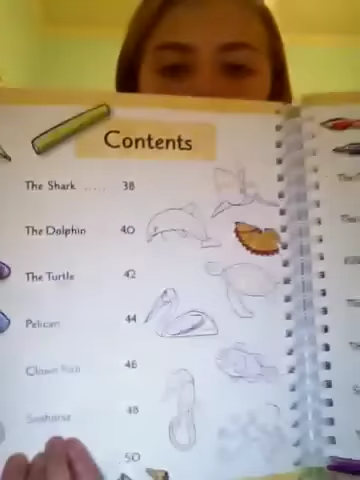 Contents
The Shark ..... 38
The Dolphin 40
The Turtle 42
Pelican 44
Clown Fish 46
Seahorse 48
50